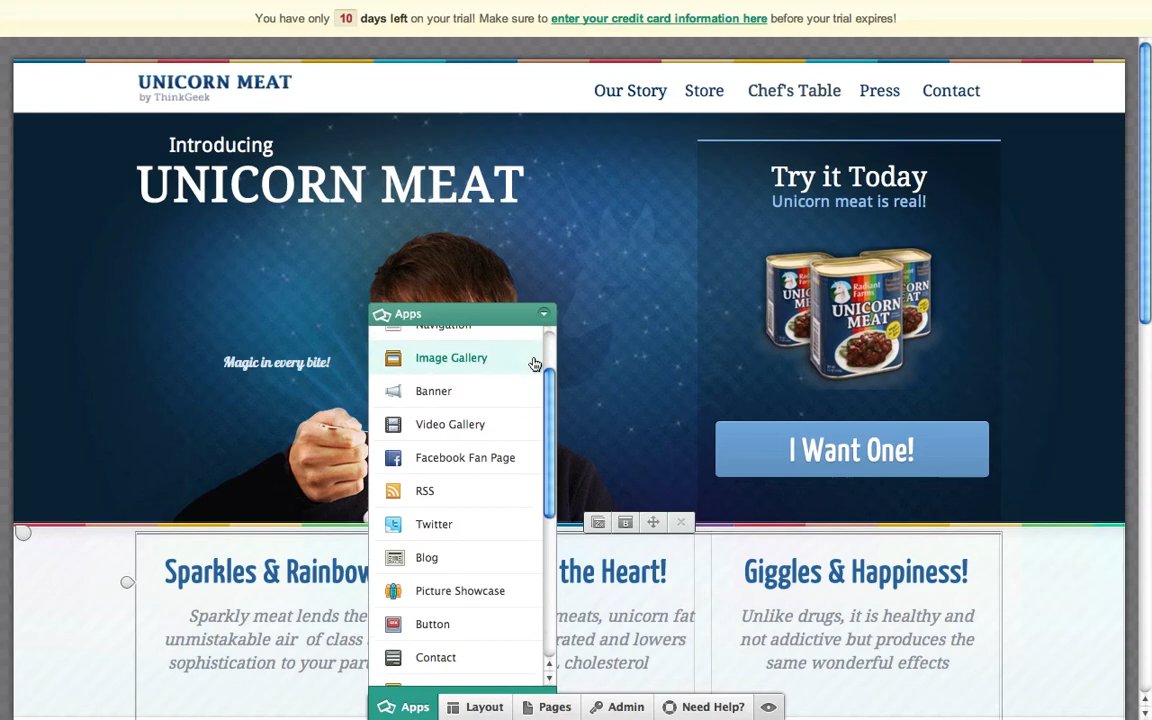 You have only 10 days left on your trial! Make sure to enter your credit card information here before your trial expires!
UNICORN MEAT
by ThinkGeek
Our Story Store Chef's Table Press Contact
Introducing
UNICORN MEAT
Magic in every bite!
Try it Today
Unicorn meat is real!
Radiant Farms
UNICORN
MEAT
I Want One!
Apps
Navigation
Image Gallery
Banner
Video Gallery
Facebook Fan Page
RSS
Twitter
Blog
Picture Showcase
Button
Contact
Sparkles & Rainbow
Sparkly meat lends the
unmistakable air of class
sophistication to your par
the Heart!
meats, unicorn fat
rated and lowers
cholesterol
Giggles & Happiness!
Unlike drugs, it is healthy and
not addictive but produces the
same wonderful effects
Apps Layout Pages Admin Need Help?